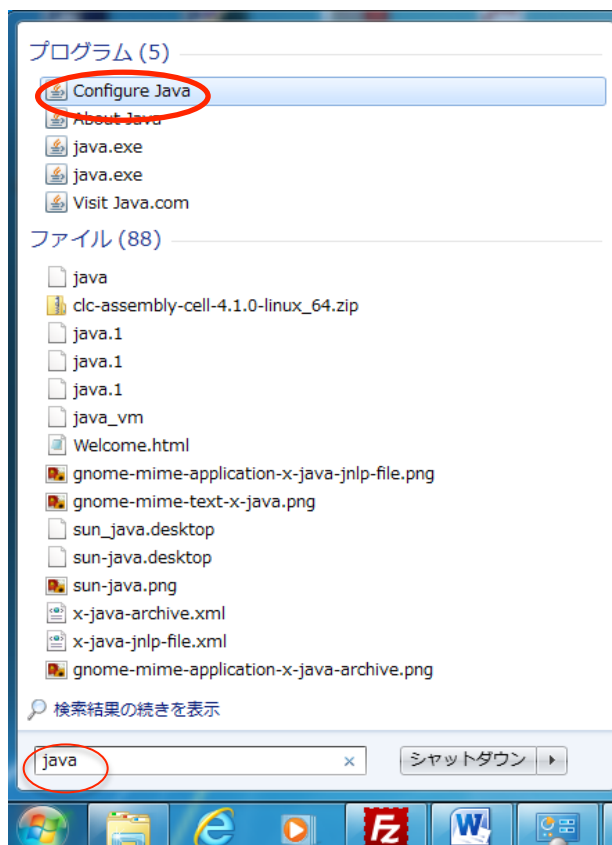 プログラム (5)
Configure Java
About Java
java.exe
java.exe
Visit Java.com
ファイル (88)
java
clc-assembly-cell-4.1.0-linux_64.zip
java.1
java.1
java.1
java_vm
Welcome.html
gnome-mime-application-x-java-jnlp-file.png
gnome-mime-text-x-java.png
sun_java.desktop
sun-java.desktop
sun-java.png
x-java-archive.xml
x-java-jnlp-file.xml
gnome-mime-application-x-java-archive.png
検索結果の続きを表示
java × シャットダウン
Fz W